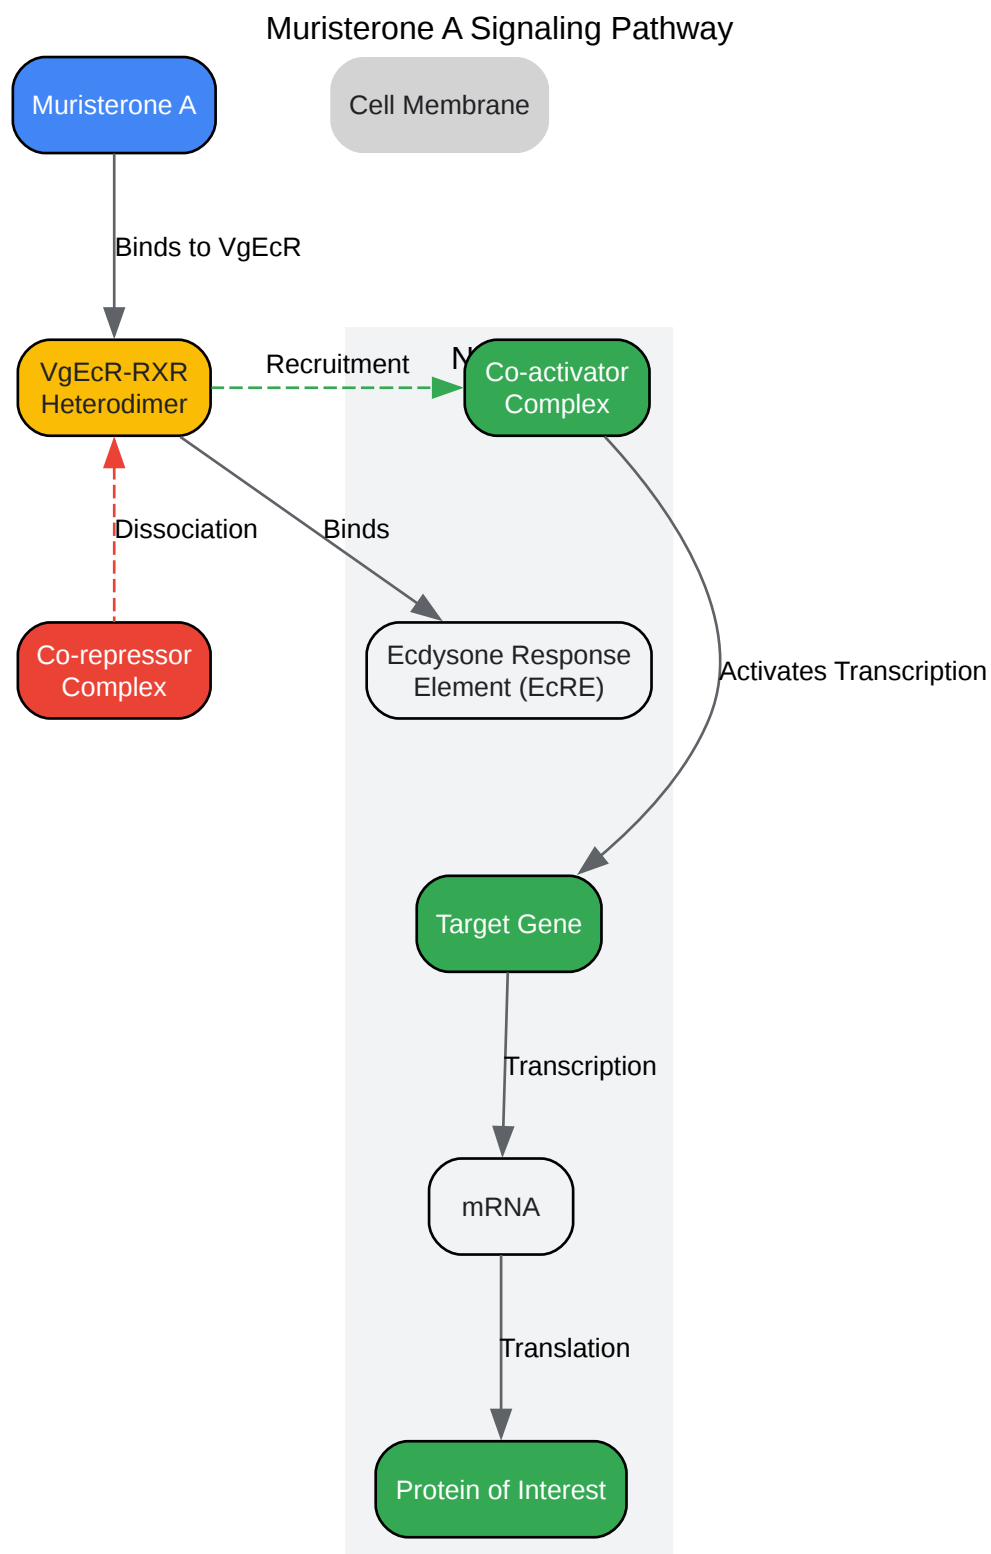 Muristerone A Signaling Pathway
Muristerone A
Cell Membrane
Binds to VgEcR
VgEcR-RXR
Heterodimer
Recruitment
Co-activator
Complex
Dissociation
Binds
Co-repressor
Complex
Ecdysone Response
Element (EcRE)
Activates Transcription
Target Gene
Transcription
mRNA
Translation
Protein of Interest